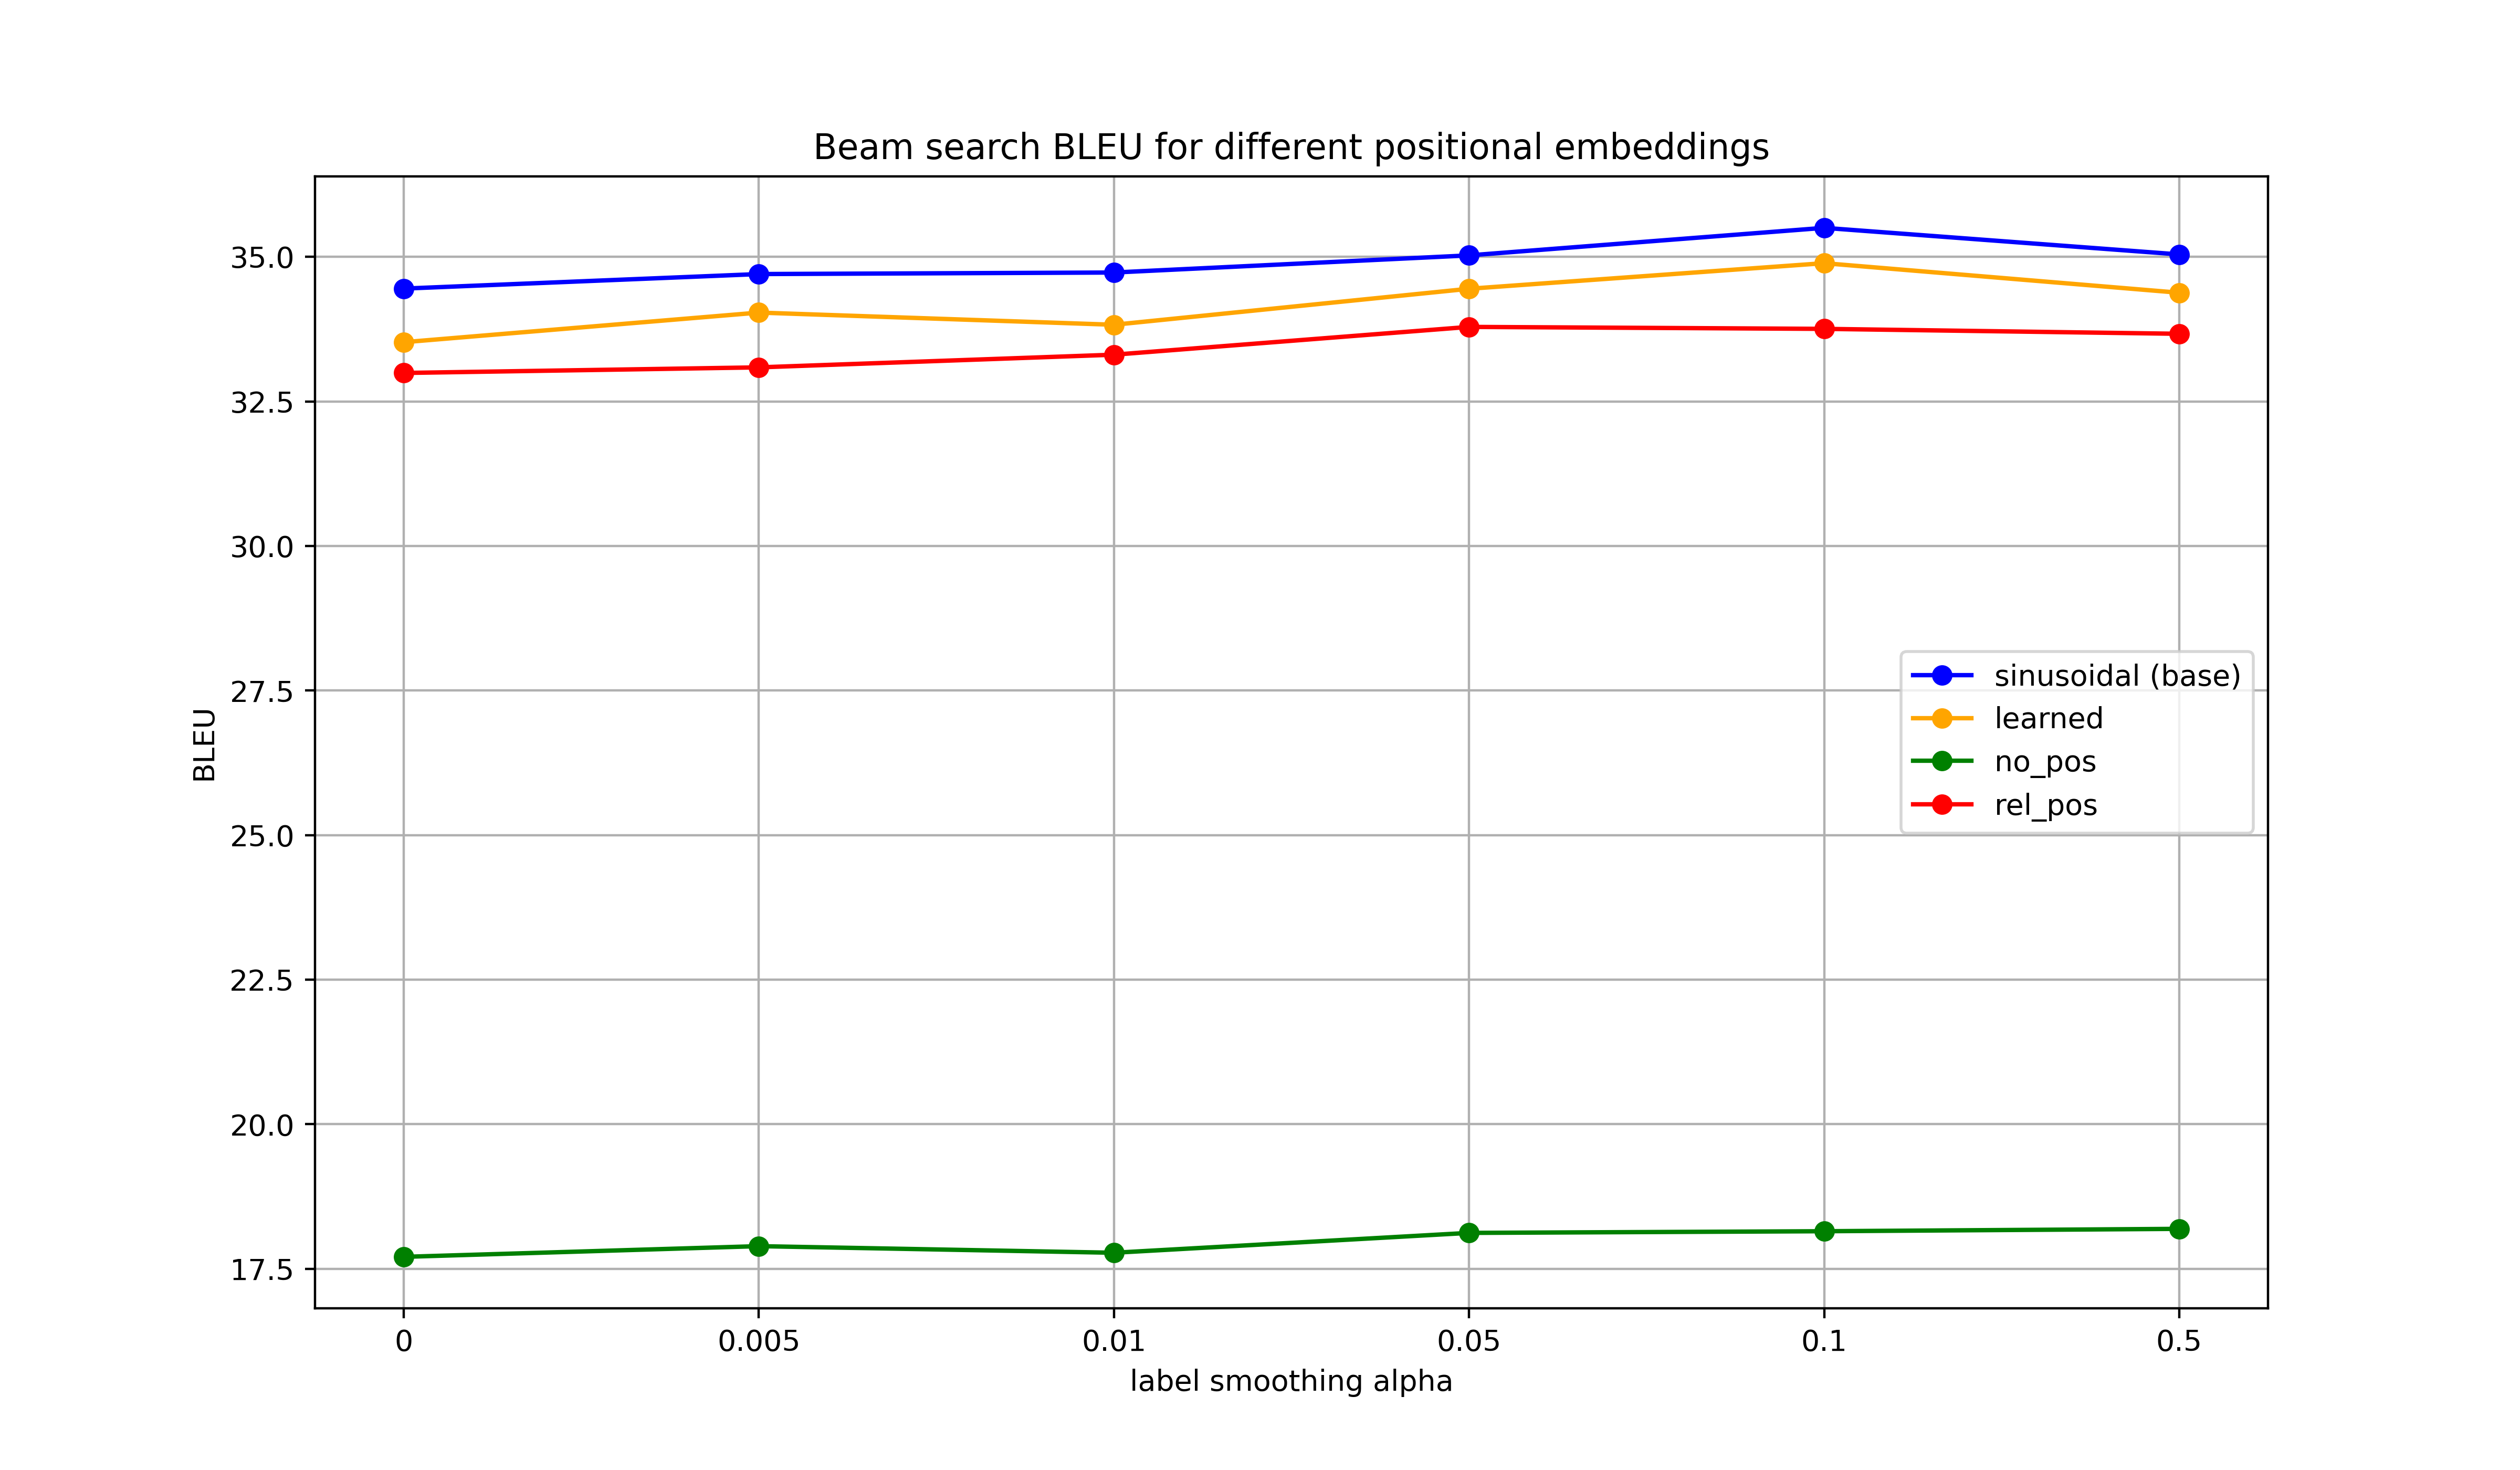 Beam search BLEU for different positional embeddings
35.0
32.5
30.0
27.5
25.0
22.5
20.0
17.5
BLEU
sinusoidal (base)
learned
no_pos
rel_pos
0
0.005
0.01
0.05
0.1
0.5
label smoothing alpha